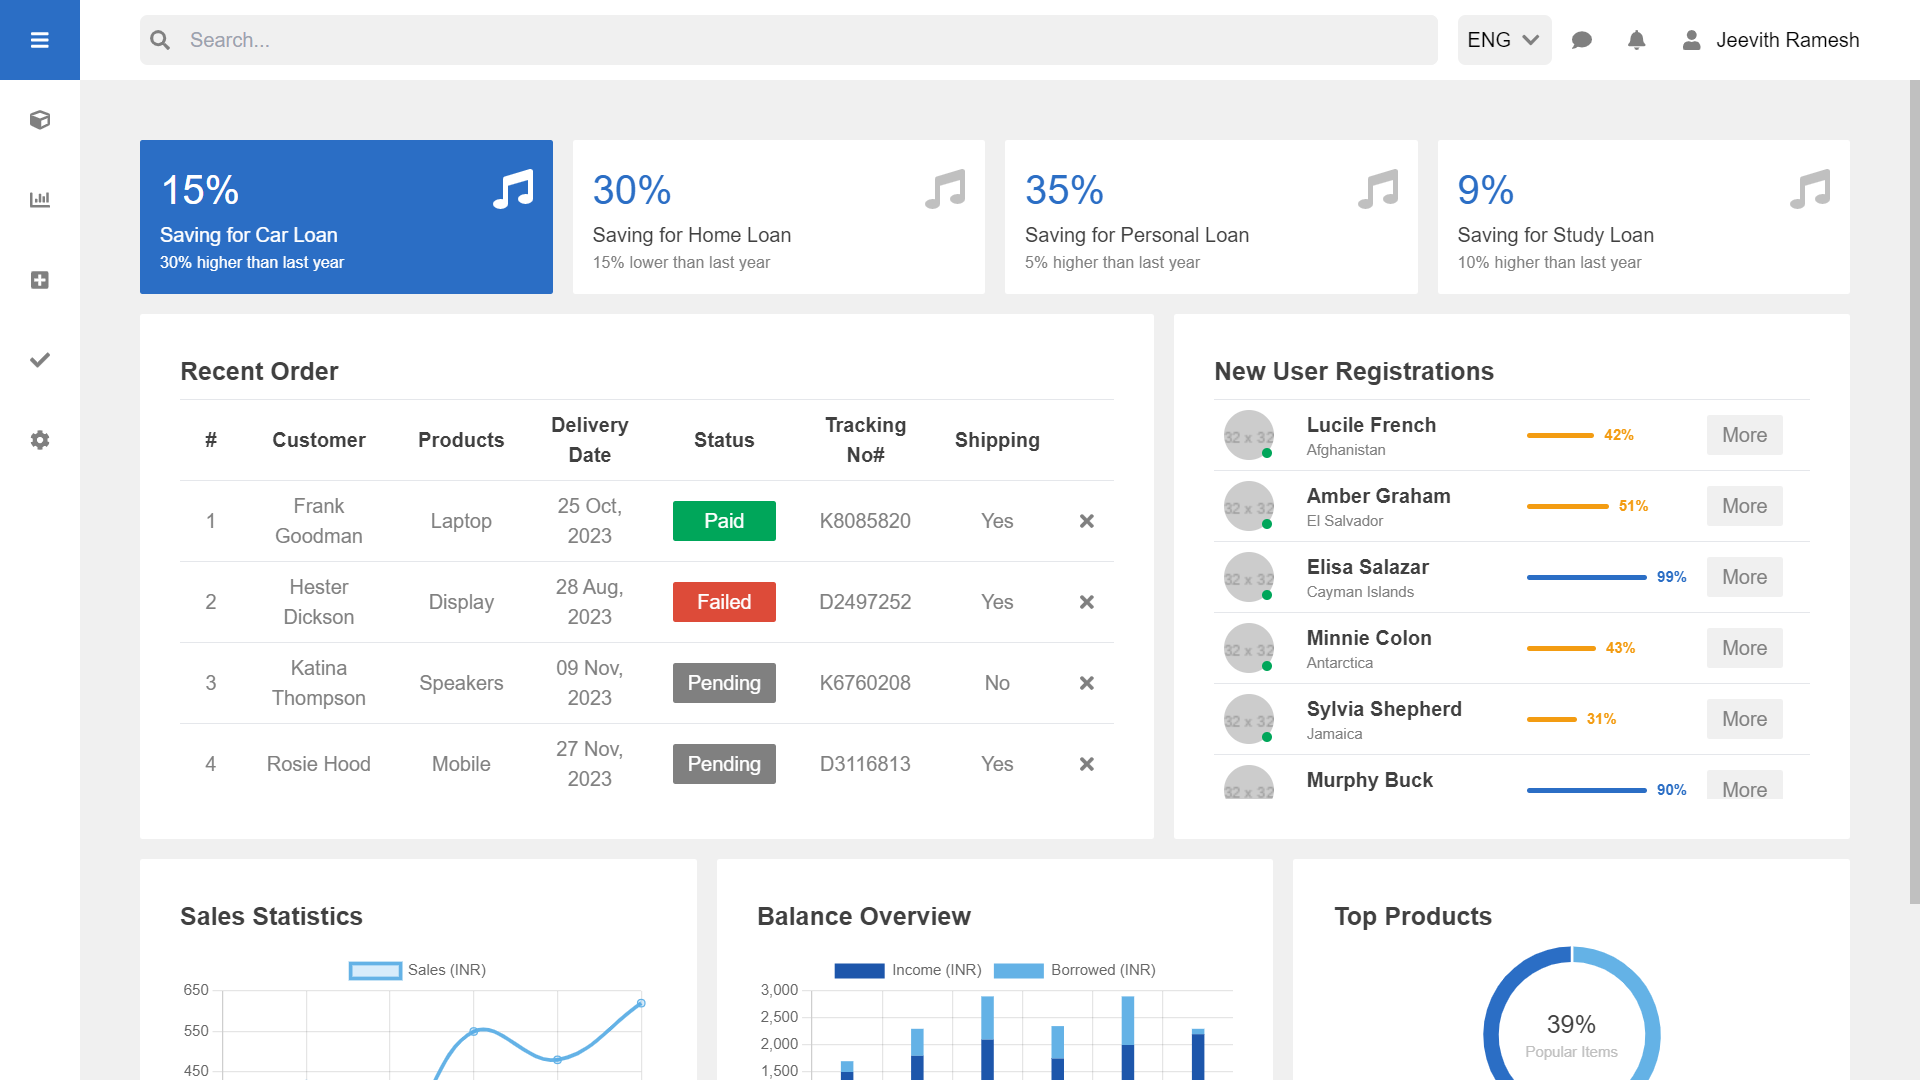 Search...
ENG
Jeevith Ramesh
15%
Saving for Car Loan
30% higher than last year
30%
Saving for Home Loan
15% lower than last year
35%
Saving for Personal Loan
5% higher than last year
9%
Saving for Study Loan
10% higher than last year
Recent Order
# Customer Products Delivery Date Status Tracking No# Shipping
1 Frank Goodman Laptop 25 Oct, 2023 Paid K8085820 Yes
2 Hester Dickson Display 28 Aug, 2023 Failed D2497252 Yes
3 Katina Thompson Speakers 09 Nov, 2023 Pending K6760208 No
4 Rosie Hood Mobile 27 Nov, 2023 Pending D3116813 Yes
New User Registrations
32 x 32 Lucile French 42% More
Afghanistan
32 x 32 Amber Graham 51% More
El Salvador
32 x 32 Elisa Salazar 99% More
Cayman Islands
32 x 32 Minnie Colon 43% More
Antarctica
32 x 32 Sylvia Shepherd 31% More
Jamaica
32 x 32 Murphy Buck 90% More
Sales Statistics
Sales (INR)
650
550
450
Balance Overview
Income (INR) Borrowed (INR)
3,000
2,500
2,000
1,500
Top Products
39%
Popular Items